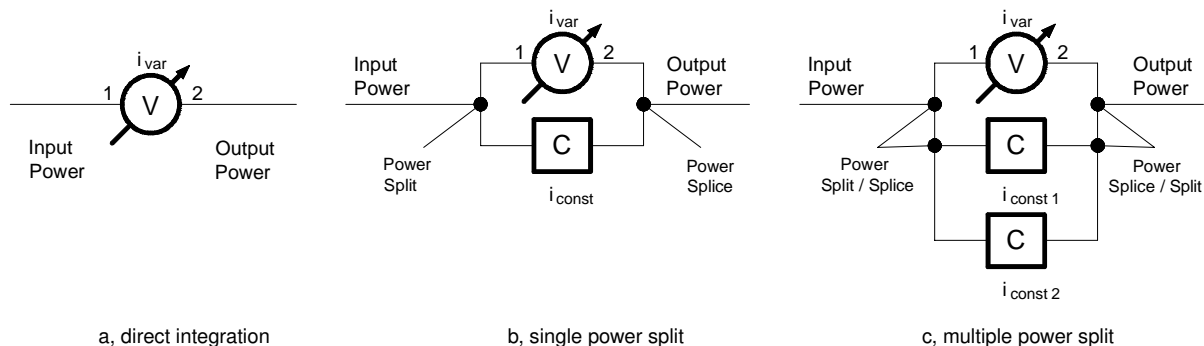 i var
1
V
2
Input
Power
Output
Power
a, direct integration
i var
1
V
2
Input
Power
Output
Power
C
Power
Split
Power
Splice
i const
b, single power split
i var
1
V
2
Input
Power
Output
Power
C
Power
Split / Splice
Power
Splice / Split
i const 1
C
i const 2
c, multiple power split